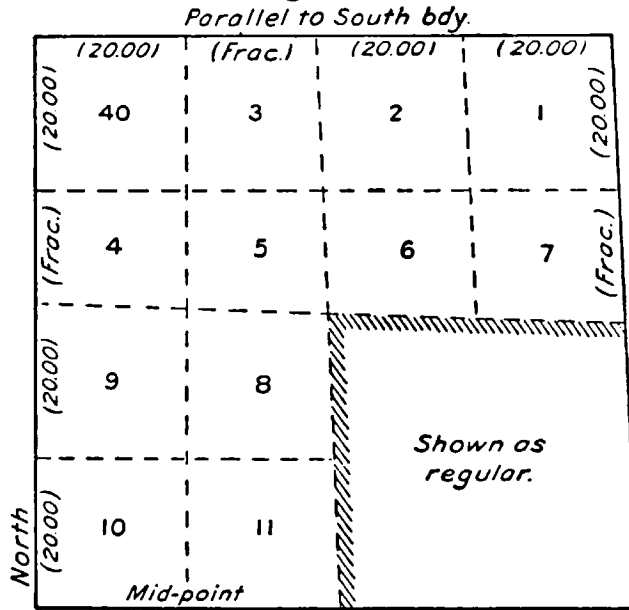 Parallel to South bdy.
(20.00) (Frac.) (20.00) (20.00)
(20.00) 40 3 2 1 (20.00)
(Frac.) 4 5 6 7 (Frac.)
(20.00) 9 8
Shown as
regular.
North (20.00) 10 11
Mid-point